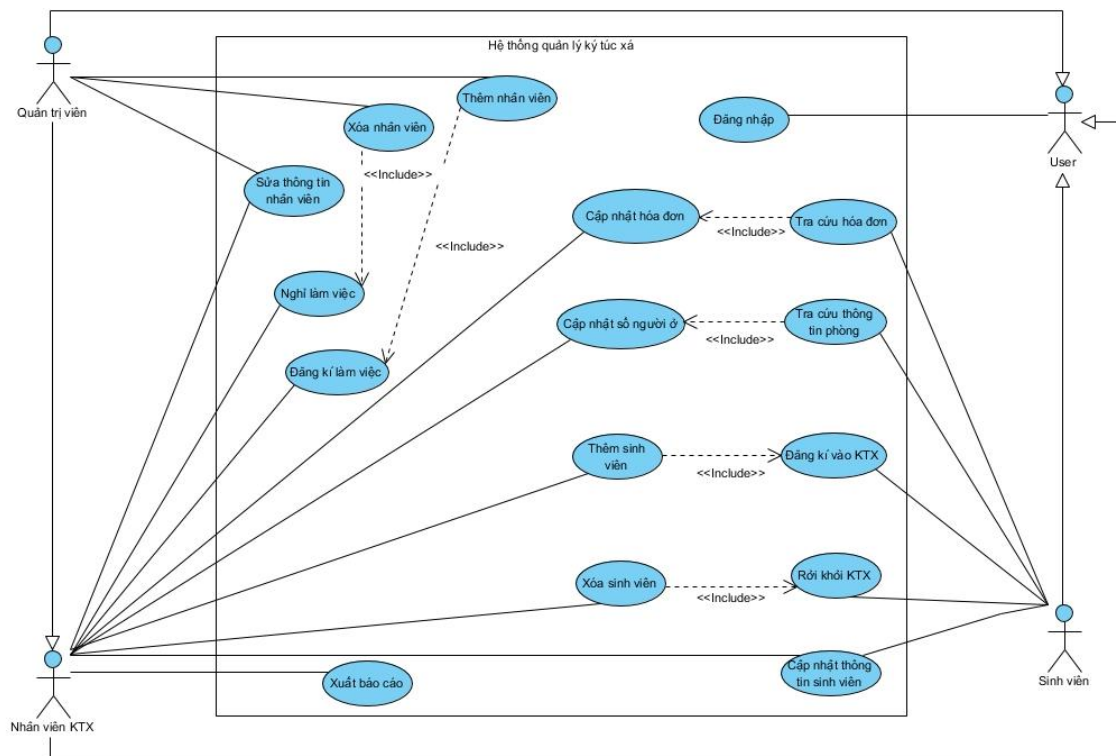 Hệ thống quản lý ký túc xá
Quản trị viên
Thêm nhân viên
Xóa nhân viên
Đăng nhập
User
<<Include>>
Sửa thông tin
nhân viên
Cập nhật hóa đơn
Tra cứu hóa đơn
<<Include>>
<<Include>>
Nghỉ làm việc
Cập nhật số người ở
Tra cứu thông
tin phòng
<<Include>>
Đăng kí làm việc
Thêm sinh
viên
Đăng kí vào KTX
<<Include>>
Xóa sinh viên
Rời khỏi KTX
<<Include>>
Xuất báo cáo
Cập nhật thông
tin sinh viên
Sinh viên
Nhân viên KTX